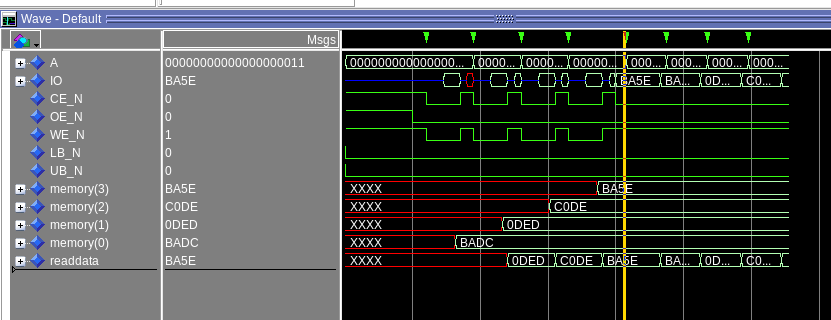 Wave - Default
Msgs
A 00000000000000000011 000000000000000... 0000... 0000... 00000... 000... 000... 000... 000...
IO BA5E BA5E BA... 0D... C0...
CE_N 0
OE_N 0
WE_N 1
LB_N 0
UB_N 0
memory(3) BA5E XXXX BA5E
memory(2) C0DE XXXX C0DE
memory(1) 0DED XXXX 0DED
memory(0) BADC XXXX BADC
readdata BA5E XXXX 0DED C0DE BA5E BA... 0D... C0...